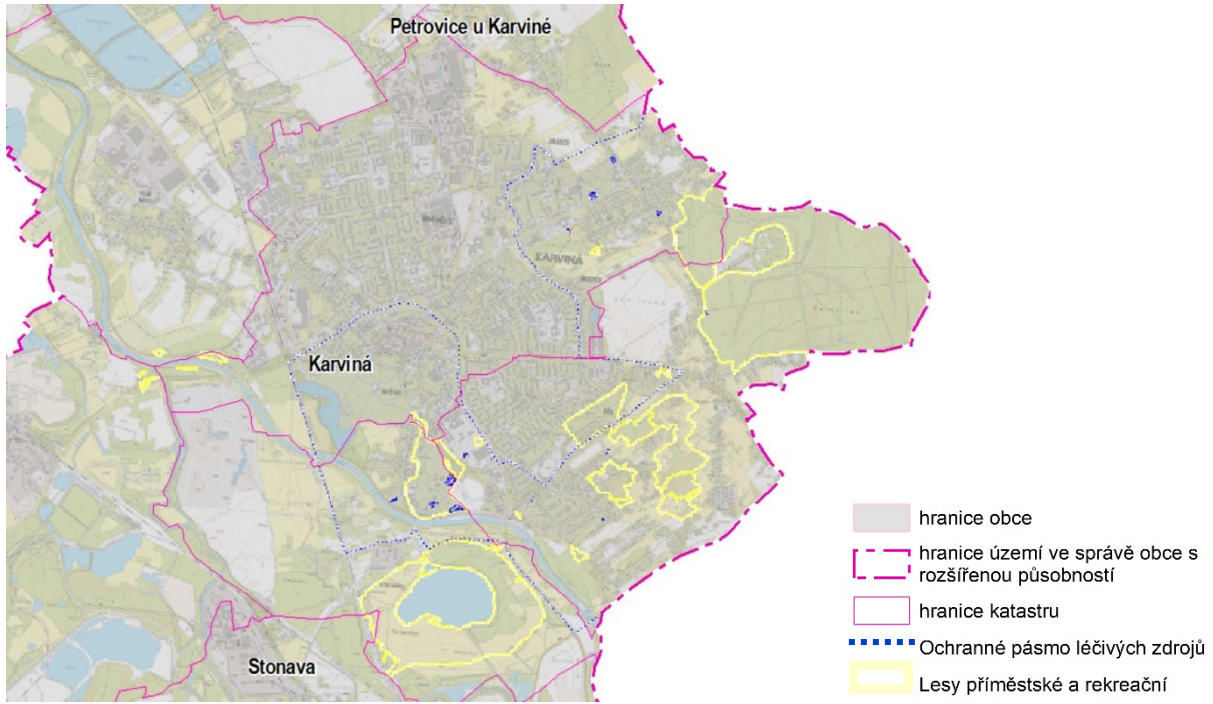 Petrovice u Karviné
KARVINÁ
Karviná
Stonava
hranice obce
hranice území ve správě obce s
rozšířenou působností
hranice katastru
Ochranné pásmo léčivých zdrojů
Lesy příměstské a rekreační